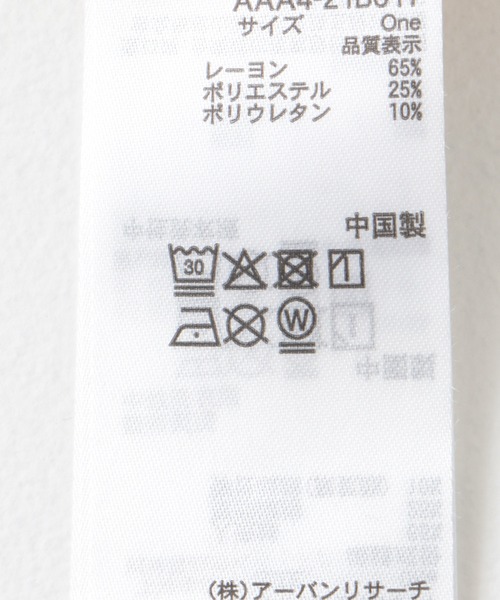 サイズ One
品質表示
レーヨン 65%
ポリエステル 25%
ポリウレタン 10%
中国製
30
W
(株)アーバンリサーチ